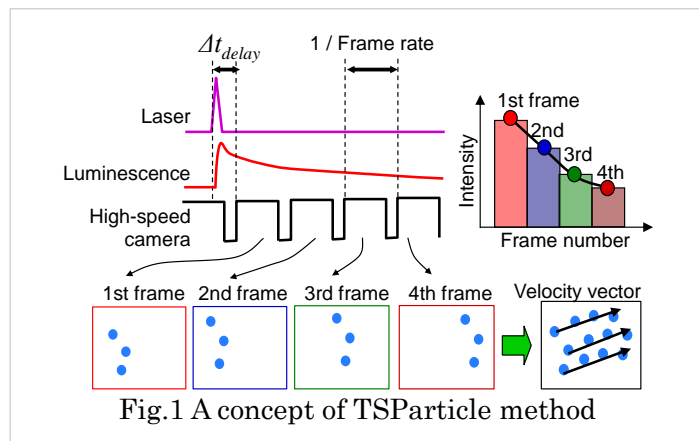 Δt_delay
1 / Frame rate
Laser
Luminescence
High-speed
camera
1st frame
2nd
3rd
4th
Intensity
Frame number
1st frame 2nd frame 3rd frame 4th frame Velocity vector
Fig.1 A concept of TSParticle method